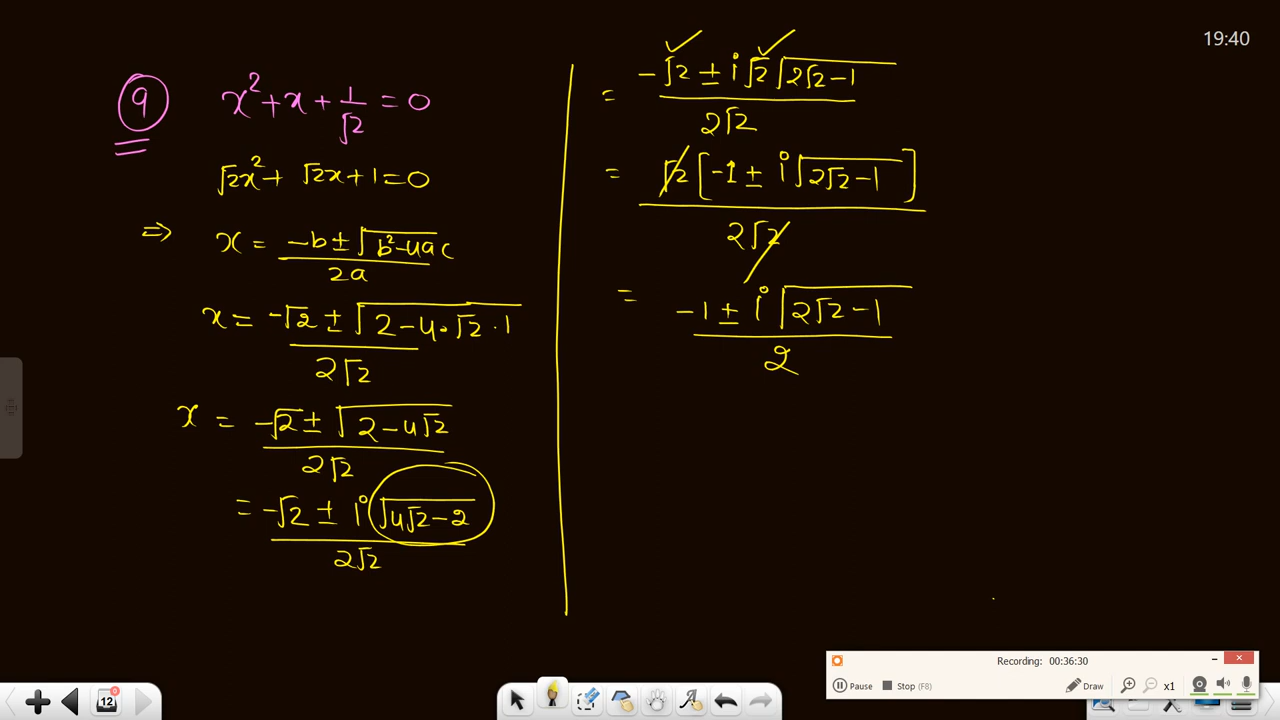 19:40
9 x² + x + 1/√2 = 0
√2x² + √2x + 1 = 0
⇒ x = (-b ± √(b² - 4ac))/2a
x = (-√2 ± √(2 - 4·√2·1))/2√2
x = (-√2 ± √(2 - 4√2))/2√2
= (-√2 ± i√(4√2 - 2))/2√2
= (-√2 ± i√2√(2√2 - 1))/2√2
= √2[-1 ± i√(2√2 - 1)]/2√2
= (-1 ± i√(2√2 - 1))/2
Recording: 00:36:30
Pause Stop (F8) Draw x1
12 0